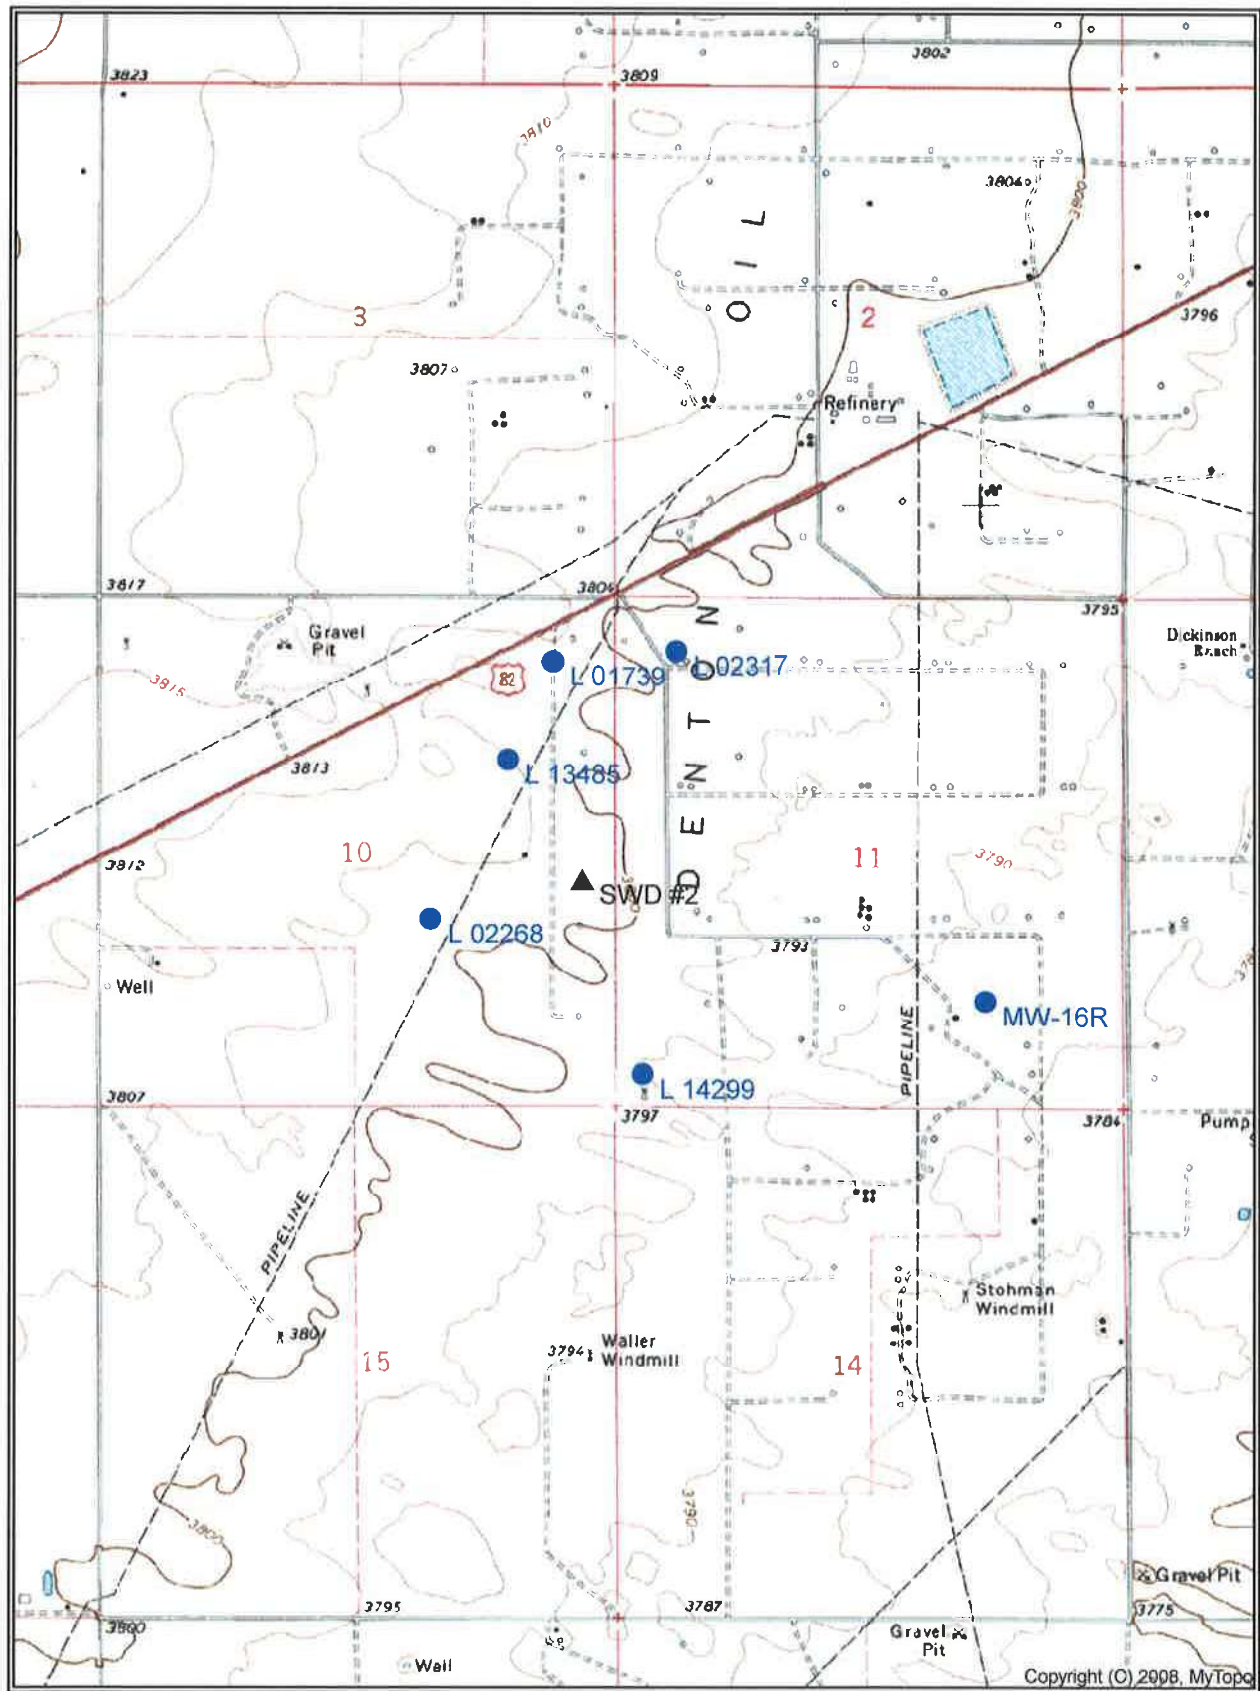 3802
3823
3809
3810
3804
3800
OIL
3
2
3796
3807
Refinery
3817
3806
3795
Gravel
Pit
Dickinson
Ranch
3815
82
L 01739
L 02317
DENTON
3813
L 13485
3812
10
11
3790
SWD #2
L 02268
3793
Well
MW-16R
PIPELINE
L 14299
3807
3797
3784
Pump
PIPELINE
Stohman
Windmill
3801
Waller
Windmill
3794
15
14
3790
3800
Gravel Pit
3800
3795
3787
3775
Gravel
Pit
Well
Copyright (C) 2008, MyTopo